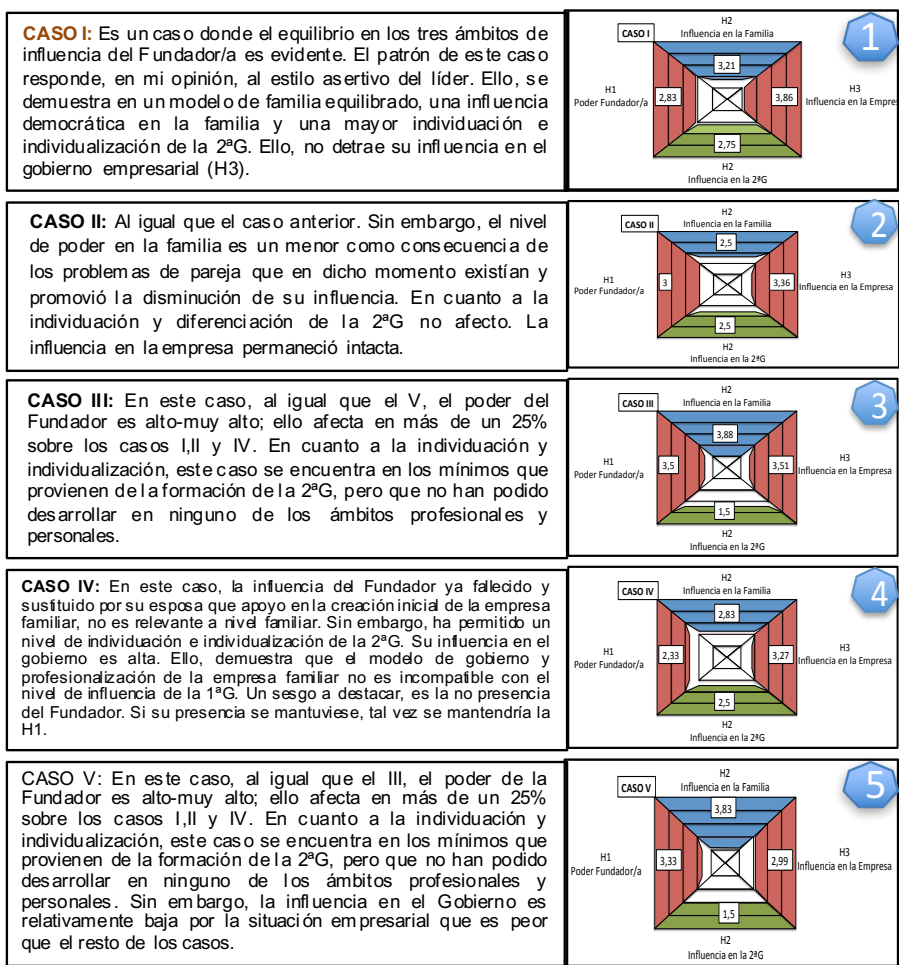 CASO I: Es un caso donde el equilibrio en los tres ámbitos de
influencia del Fundador/a es evidente. El patrón de este caso
responde, en mi opinión, al estilo asertivo del líder. Ello, se
demuestra en un modelo de familia equilibrado, una influencia
democrática en la familia y una mayor individuación e
individualización de la 2ªG. Ello, no detrae su influencia en el
gobierno empresarial (H3).
H2
Influencia en la Familia
CASO I
1
3,21
H1
Poder Fundador/a
2,83
3,86
H3
Influencia en la Empres
2,75
H2
Influencia en la 2ªG
CASO II: Al igual que el caso anterior. Sin embargo, el nivel
de poder en la familia es un menor como consecuencia de
los problemas de pareja que en dicho momento existían y
promovió la disminución de su influencia. En cuanto a la
individuación y diferenciación de la 2ªG no afecto. La
influencia en la empresa permaneció intacta.
H2
Influencia en la Familia
CASO II
2
2,5
H1
Poder Fundador/a
3
3,36
H3
Influencia en la Empresa
2,5
H2
Influencia en la 2ªG
CASO III: En este caso, al igual que el V, el poder del
Fundador es alto-muy alto; ello afecta en más de un 25%
sobre los casos I,II y IV. En cuanto a la individuación y
individualización, este caso se encuentra en los mínimos que
provienen de la formación de la 2ªG, pero que no han podido
desarrollar en ninguno de los ámbitos profesionales y
personales.
H2
Influencia en la Familia
CASO III
3
3,88
H1
Poder Fundador/a
3,5
3,51
H3
Influencia en la Empresa
1,5
H2
Influencia en la 2ªG
CASO IV: En este caso, la influencia del Fundador ya fallecido y
sustituido por su esposa que apoyo en la creación inicial de la empresa
familiar, no es relevante a nivel familiar. Sin embargo, ha permitido un
nivel de individuación e individualización de la 2ªG. Su influencia en el
gobierno es alta. Ello, demuestra que el modelo de gobierno y
profesionalización de la empresa familiar no es incompatible con el
nivel de influencia de la 1ªG. Un sesgo a destacar, es la no presencia
del Fundador. Si su presencia se mantuviese, tal vez se mantendría la
H1.
H2
Influencia en la Familia
CASO IV
4
2,83
H1
Poder Fundador/a
2,33
3,27
H3
Influencia en la Empresa
2,5
H2
Influencia en la 2ªG
CASO V: En este caso, al igual que el III, el poder de la
Fundador es alto-muy alto; ello afecta en más de un 25%
sobre los casos I,II y IV. En cuanto a la individuación y
individualización, este caso se encuentra en los mínimos que
provienen de la formación de la 2ªG, pero que no han podido
desarrollar en ninguno de los ámbitos profesionales y
personales. Sin embargo, la influencia en el Gobierno es
relativamente baja por la situación empresarial que es peor
que el resto de los casos.
H2
Influencia en la Familia
CASO V
5
3,83
H1
Poder Fundador/a
3,33
2,99
H3
Influencia en la Empresa
1,5
H2
Influencia en la 2ªG